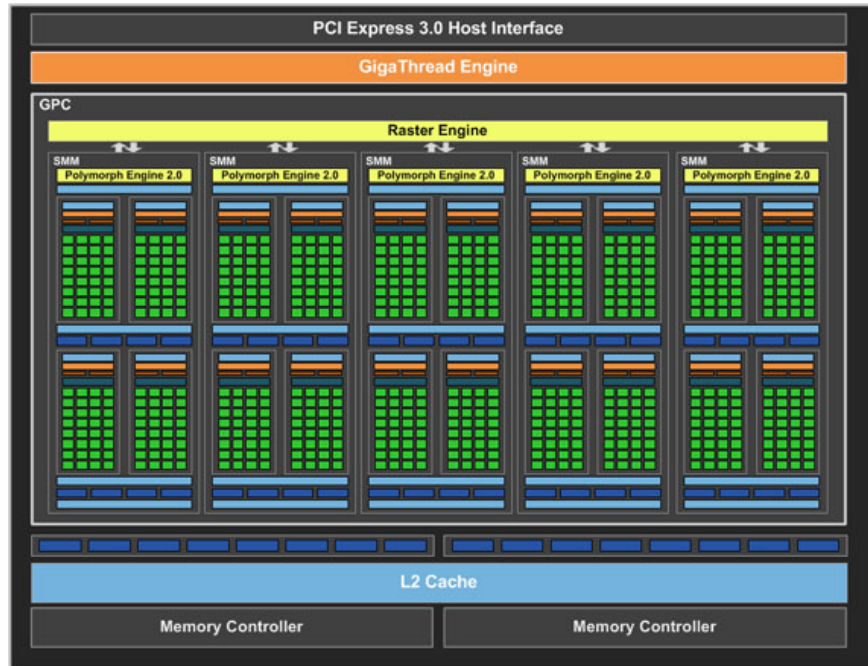 PCI Express 3.0 Host Interface
GigaThread Engine
GPC
Raster Engine
SMM SMM SMM SMM SMM
Polymorph Engine 2.0 Polymorph Engine 2.0 Polymorph Engine 2.0 Polymorph Engine 2.0 Polymorph Engine 2.0
L2 Cache
Memory Controller Memory Controller